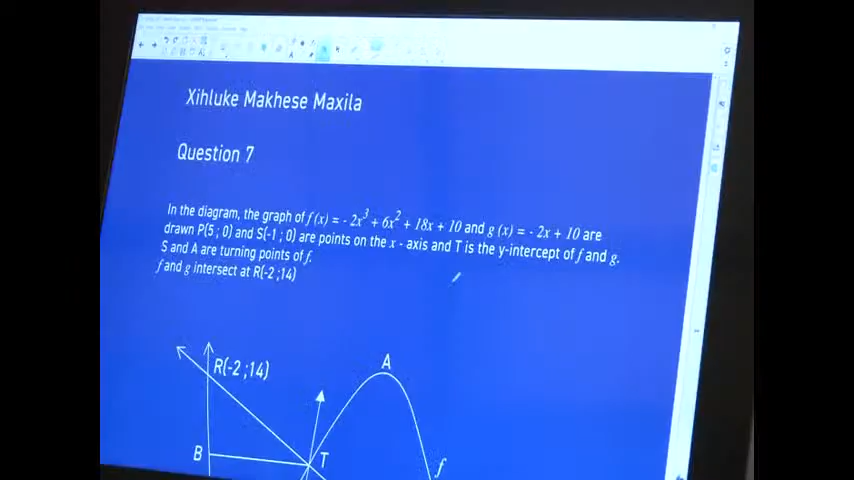 Xihluke Makhese Maxila
Question 7
In the diagram, the graph of f (x) = - 2x³ + 6x² + 18x + 10 and g (x) = - 2x + 10 are
drawn P(5 ; 0) and S(-1 ; 0) are points on the x - axis and T is the y-intercept of f and g.
S and A are turning points of f.
f and g intersect at R(-2 ;14)
A
R(-2 ;14)
B
T
f